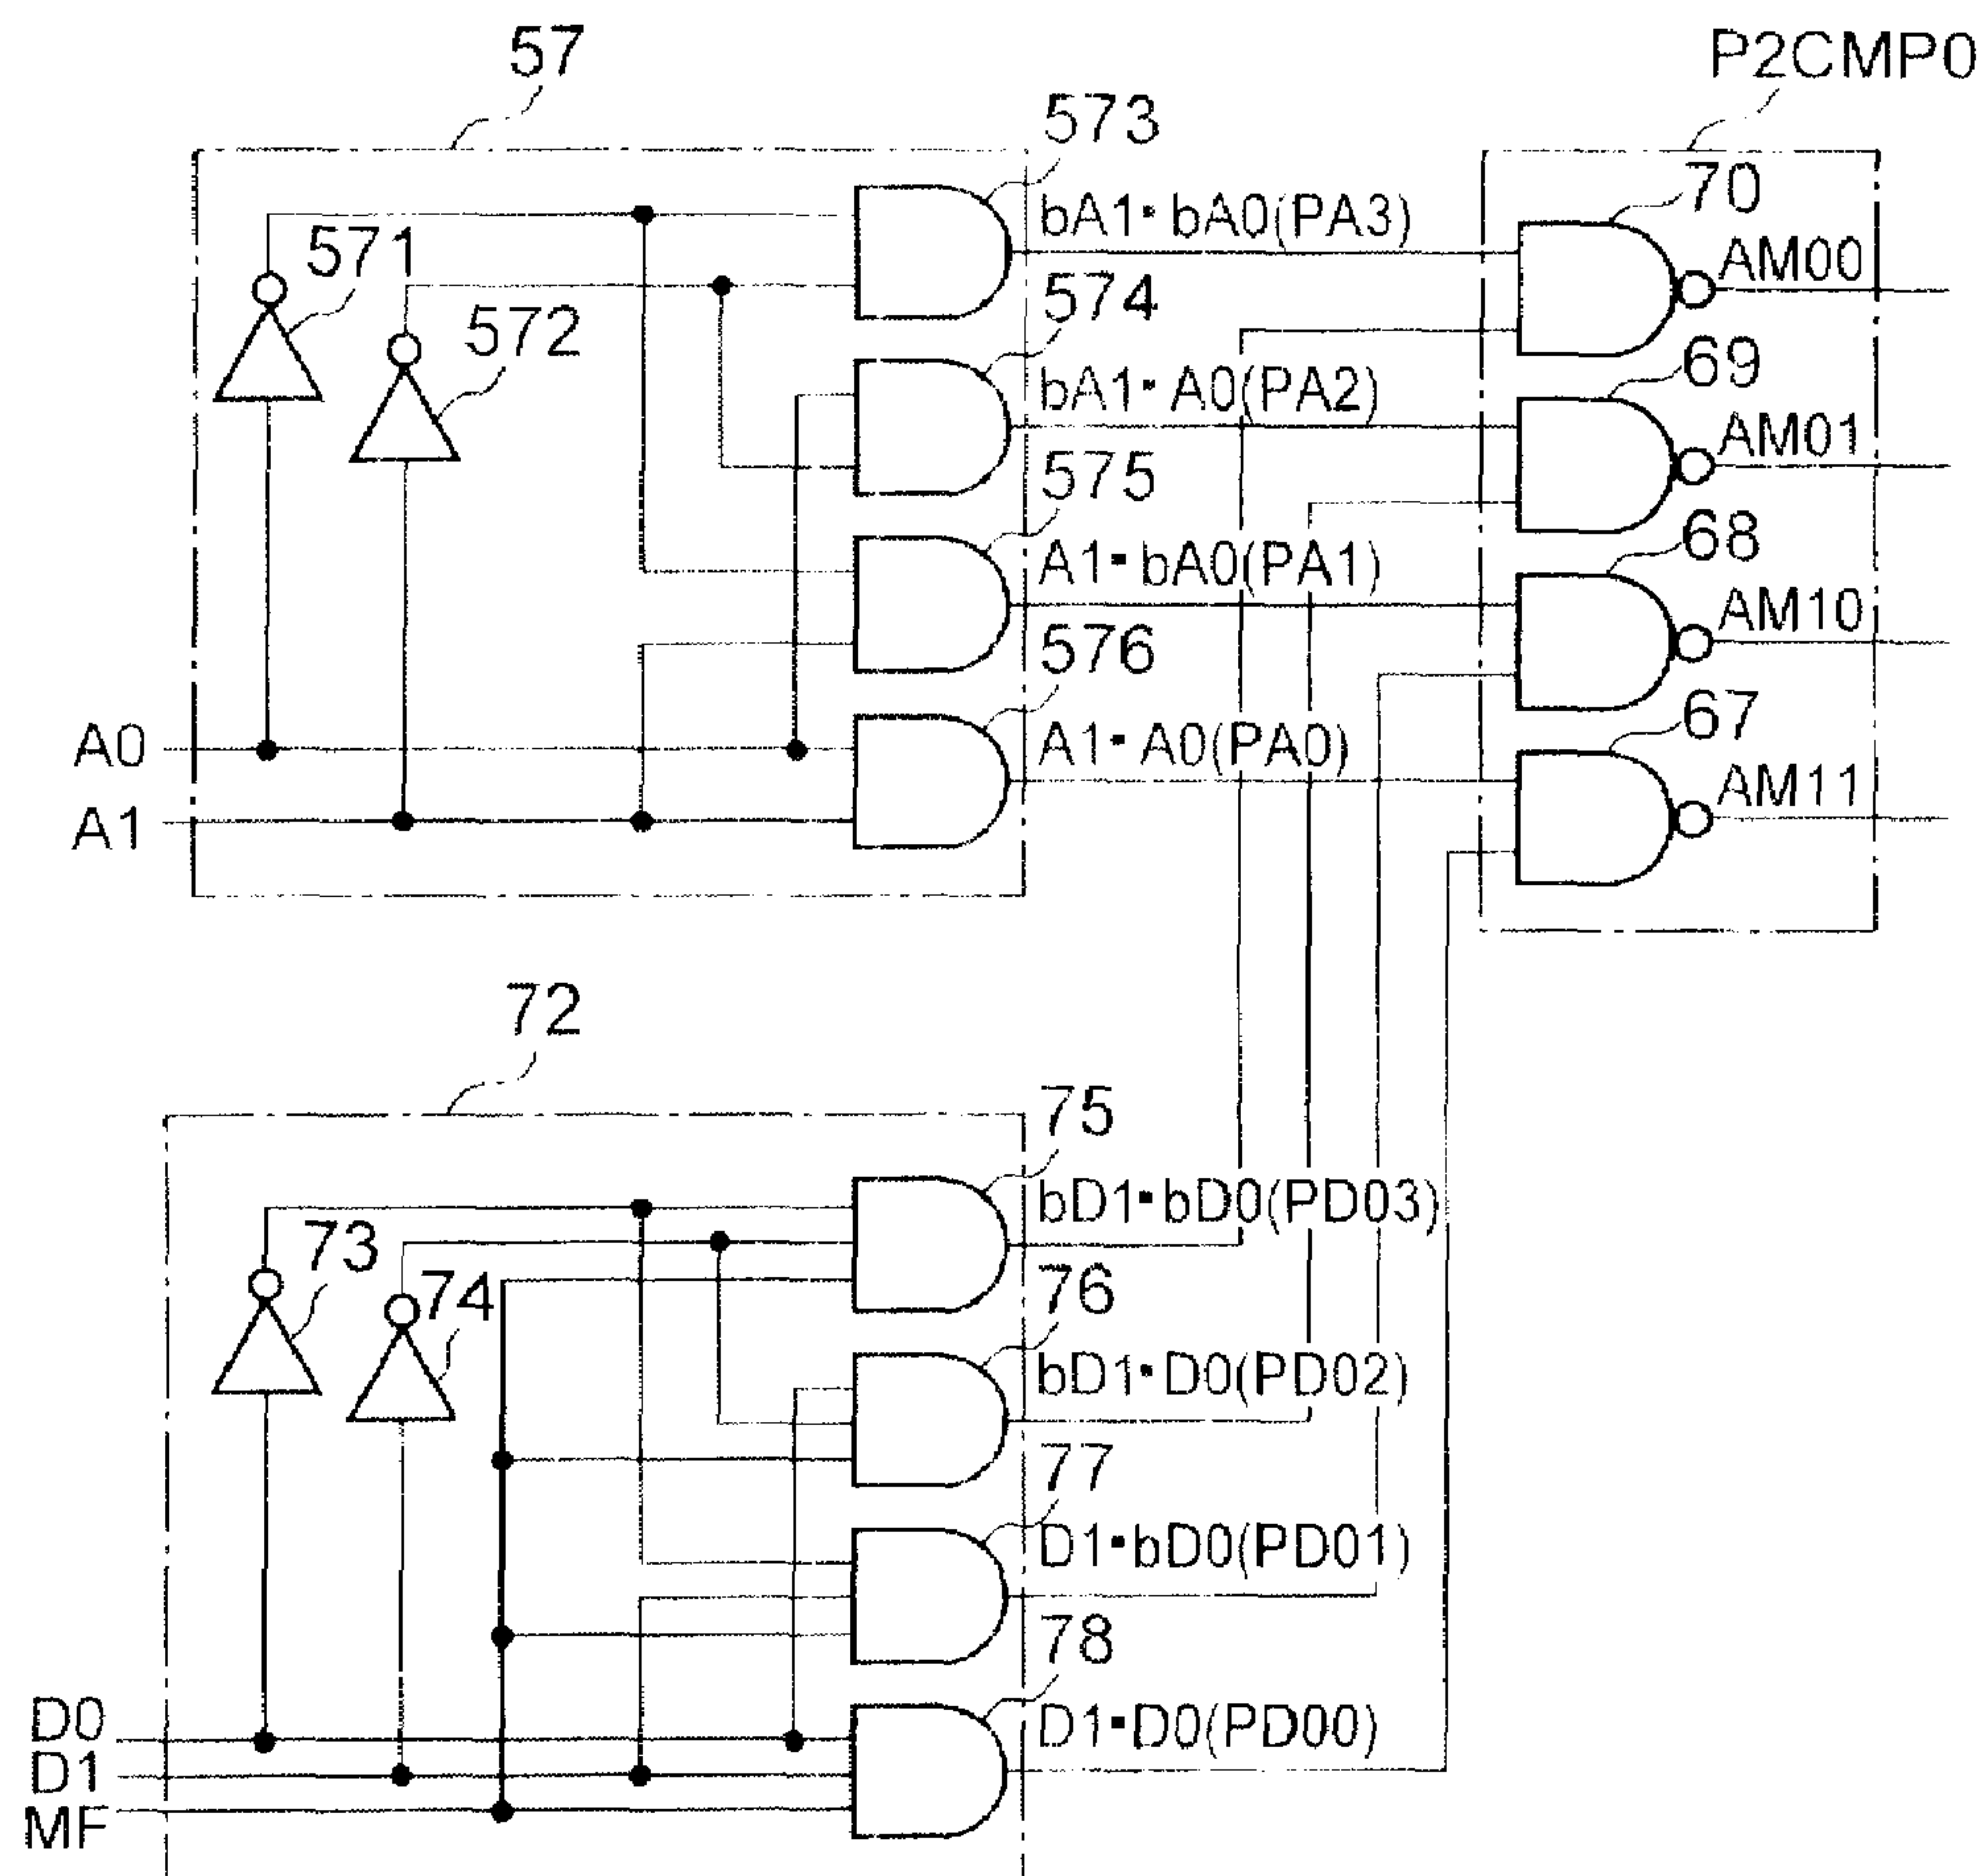 57
P2CMP0
573
bA1▪bA0(PA3)
70
571
AM00
574
572
bA1▪A0(PA2)
69
AM01
575
A1▪bA0(PA1)
68
AM10
576
A0
A1▪A0(PA0)
67
AM11
A1
72
75
bD1▪bD0(PD03)
73
74
76
bD1▪D0(PD02)
77
D1▪bD0(PD01)
78
D0
D1▪D0(PD00)
D1
MF